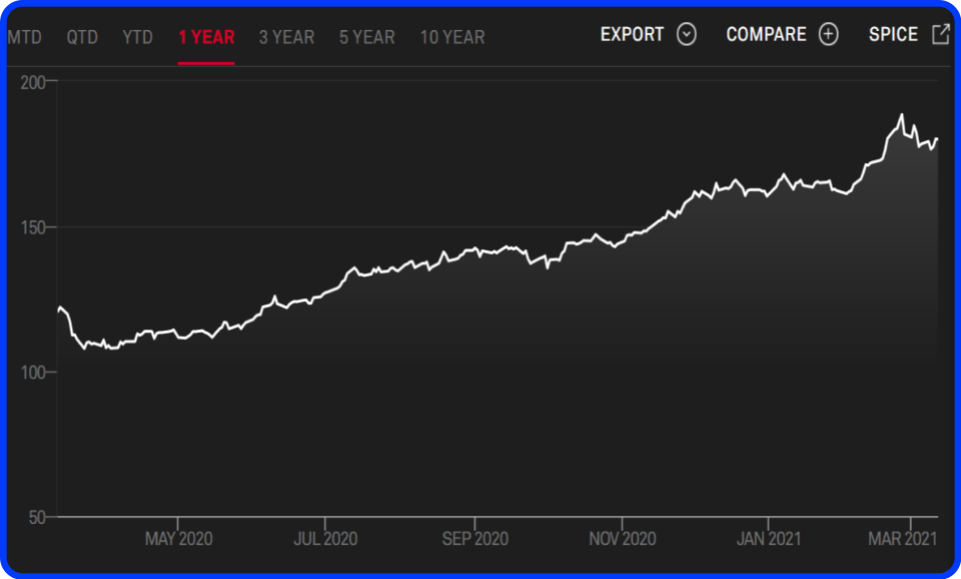 MTD QTD YTD 1 YEAR 3 YEAR 5 YEAR 10 YEAR EXPORT COMPARE SPICE
200
150
100
50
MAY 2020 JUL 2020 SEP 2020 NOV 2020 JAN 2021 MAR 2021